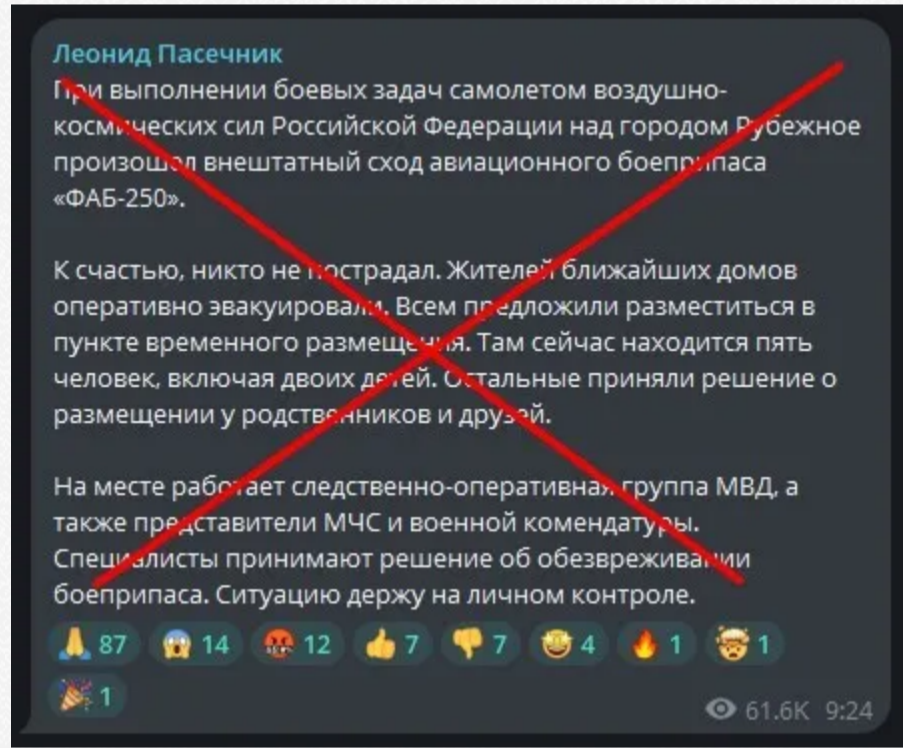 Леонид Пасечник
При выполнении боевых задач самолетом воздушно-
космических сил Российской Федерации над городом Рубежное
произошел внештатный сход авиационного боеприпаса
«ФАБ-250».
К счастью, никто не пострадал. Жителей ближайших домов
оперативно эвакуировали. Всем предложили разместиться в
пункте временного размещения. Там сейчас находится пять
человек, включая двоих детей. Остальные приняли решение о
размещении у родственников и друзей.
На месте работает следственно-оперативная группа МВД, а
также представители МЧС и военной комендатуры.
Специалисты принимают решение об обезвреживании
боеприпаса. Ситуацию держу на личном контроле.
87 14 12 7 7 4 1 1
1
61.6K 9:24